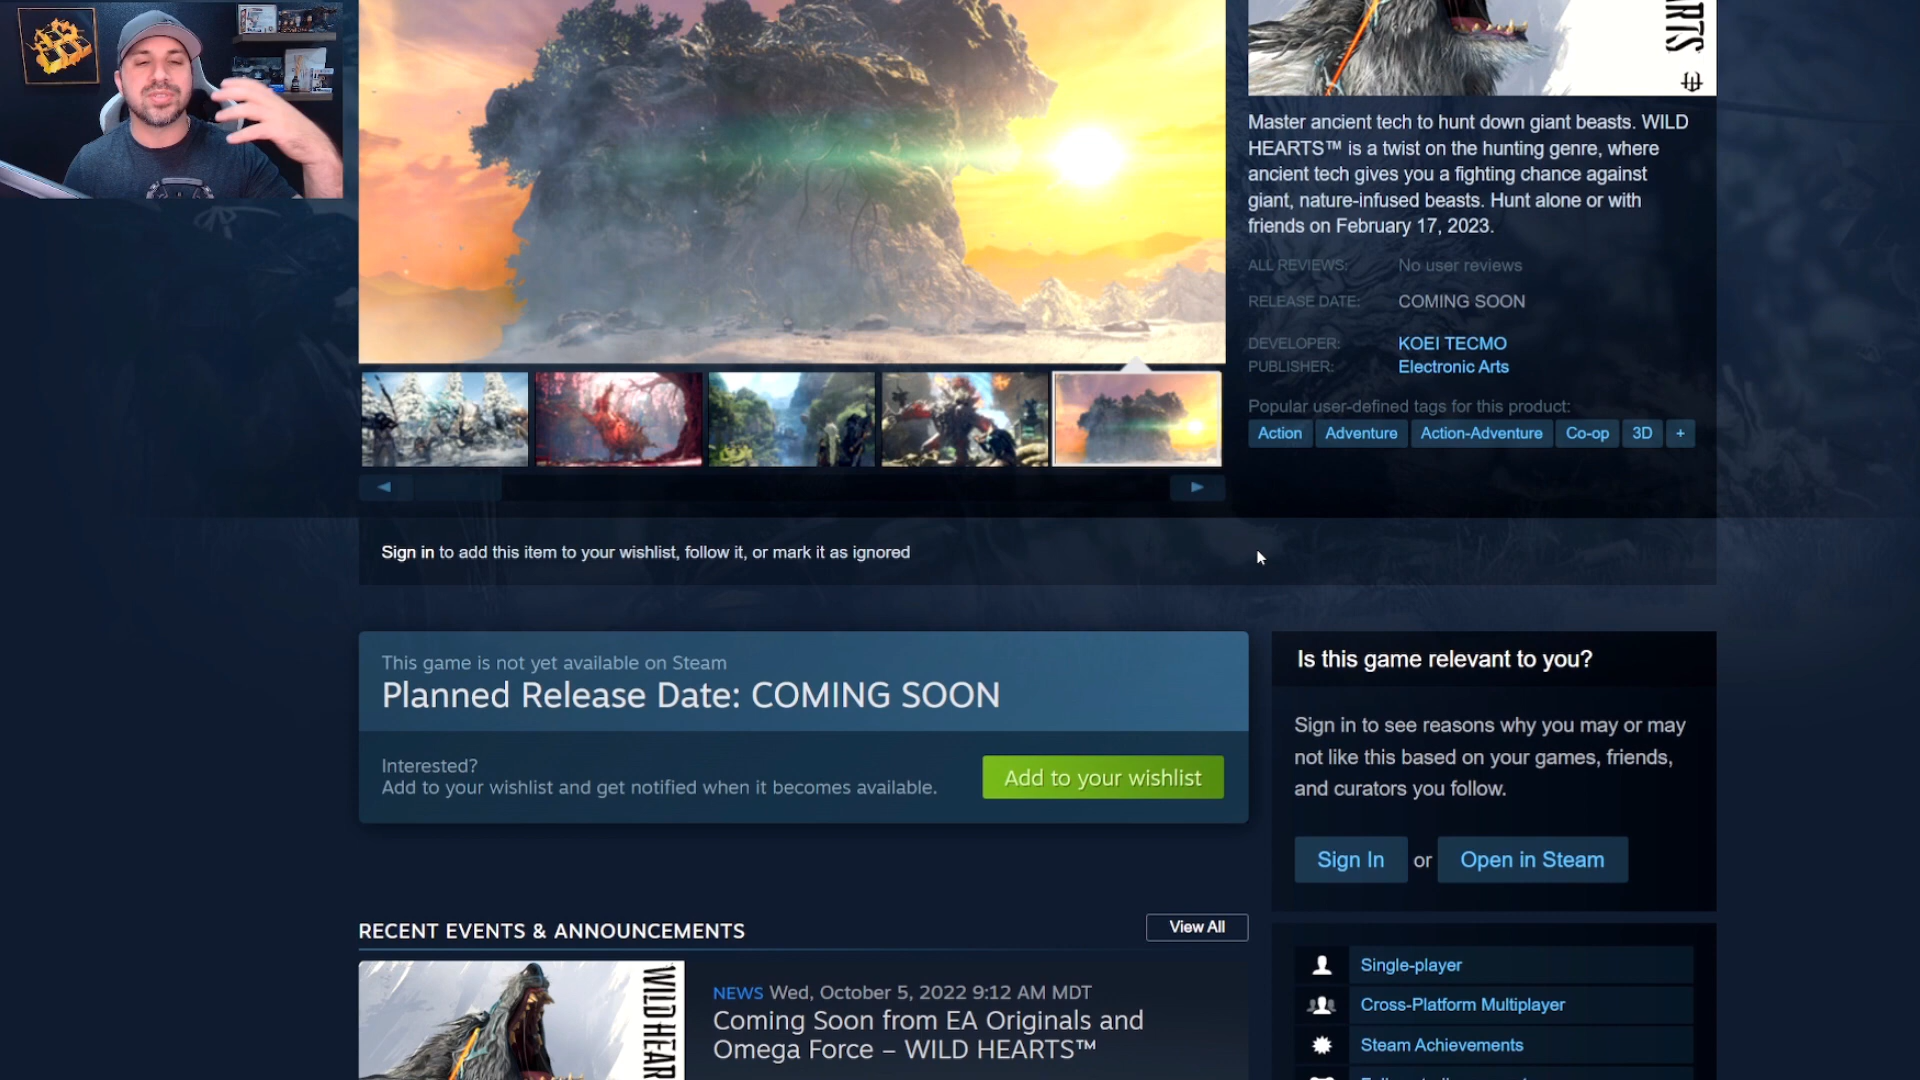 ARTS
Master ancient tech to hunt down giant beasts. WILD
HEARTS™ is a twist on the hunting genre, where
ancient tech gives you a fighting chance against
giant, nature-infused beasts. Hunt alone or with
friends on February 17, 2023.
ALL REVIEWS: No user reviews
RELEASE DATE: COMING SOON
DEVELOPER: KOEI TECMO
PUBLISHER: Electronic Arts
Popular user-defined tags for this product:
Action Adventure Action-Adventure Co-op 3D +
Sign in to add this item to your wishlist, follow it, or mark it as ignored
This game is not yet available on Steam
Planned Release Date: COMING SOON
Interested?
Add to your wishlist and get notified when it becomes available.
Add to your wishlist
Is this game relevant to you?
Sign in to see reasons why you may or may
not like this based on your games, friends,
and curators you follow.
Sign In or Open in Steam
RECENT EVENTS & ANNOUNCEMENTS
View All
WILD HEAR
NEWS Wed, October 5, 2022 9:12 AM MDT
Coming Soon from EA Originals and
Omega Force – WILD HEARTS™
Single-player
Cross-Platform Multiplayer
Steam Achievements